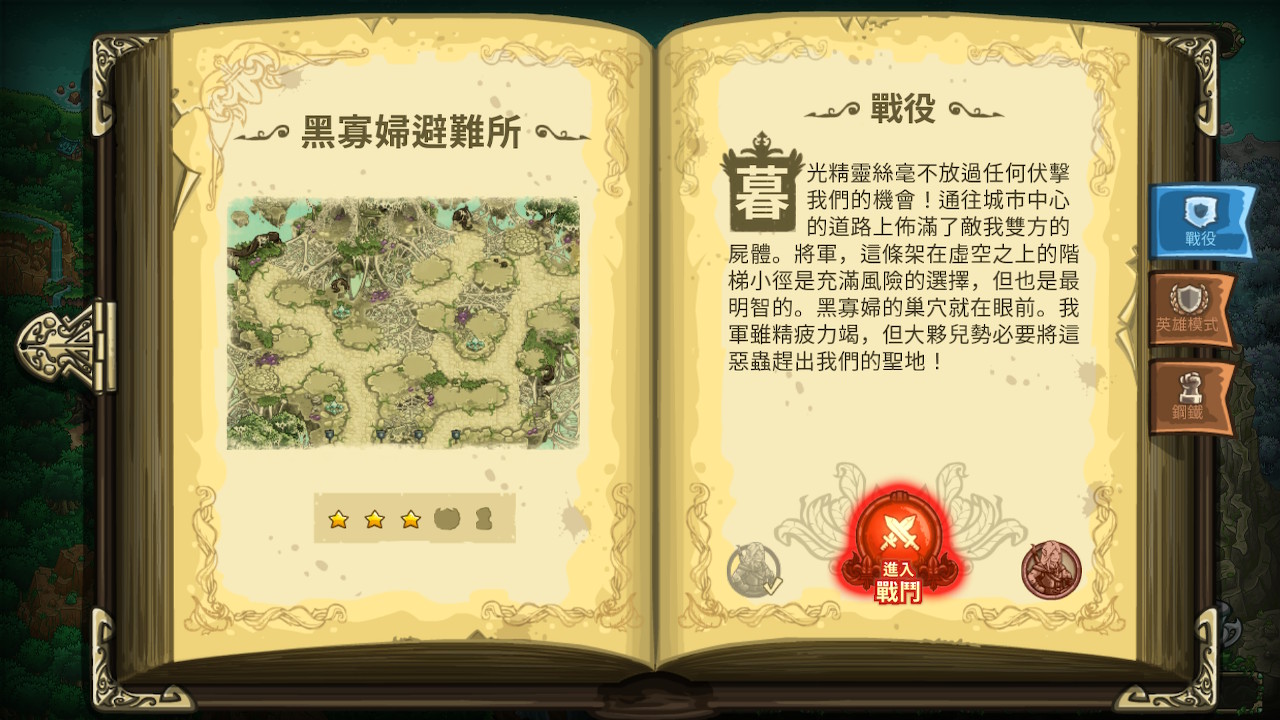 黑寡婦避難所
戰役
暮光精靈絲毫不放過任何伏擊
我們的機會！通往城市中心
的道路上佈滿了敵我雙方的
屍體。將軍，這條架在虛空之上的階
梯小徑是充滿風險的選擇，但也是最
明智的。黑寡婦的巢穴就在眼前。我
軍雖精疲力竭，但大夥兒勢必要將這
惡蟲趕出我們的聖地！
進入
戰鬥
戰役
英雄模式
鋼鐵